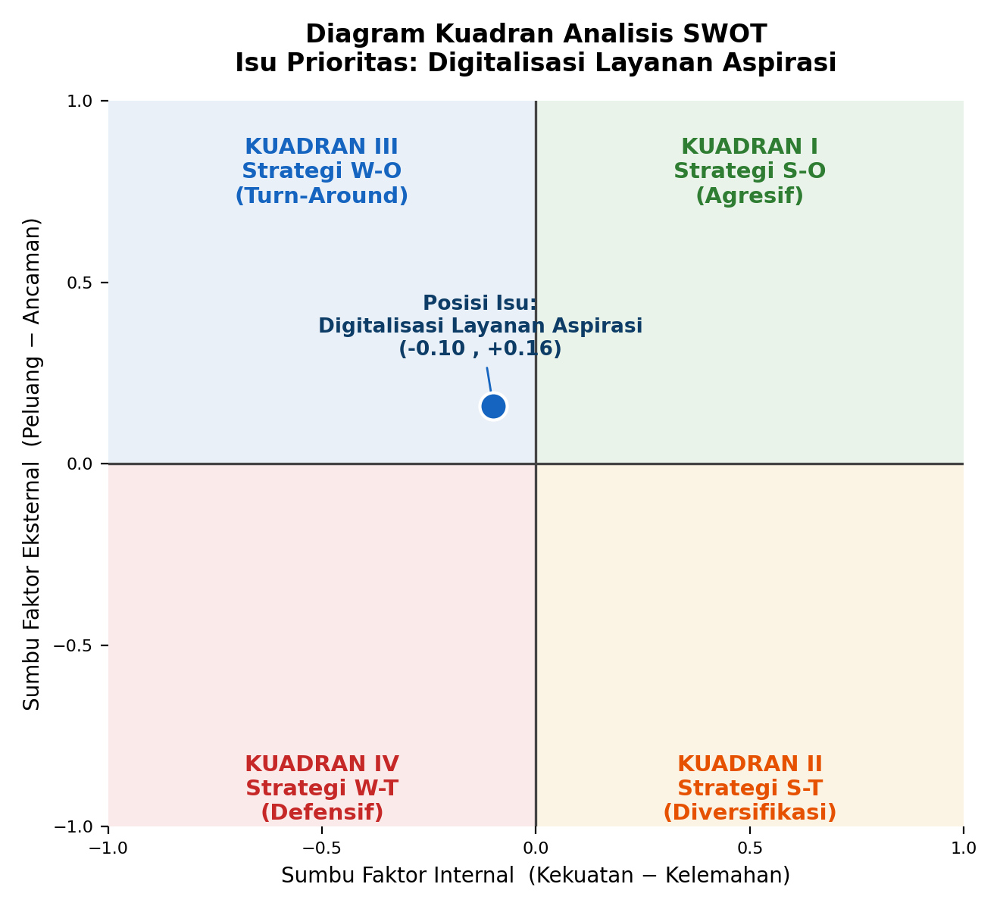 Diagram Kuadran Analisis SWOT
Isu Prioritas: Digitalisasi Layanan Aspirasi
1.0
0.5
0.0
−0.5
−1.0
Sumbu Faktor Eksternal  (Peluang − Ancaman)
KUADRAN III
Strategi W-O
(Turn-Around)
KUADRAN I
Strategi S-O
(Agresif)
Posisi Isu:
Digitalisasi Layanan Aspirasi
(-0.10 , +0.16)
KUADRAN IV
Strategi W-T
(Defensif)
KUADRAN II
Strategi S-T
(Diversifikasi)
−1.0
−0.5
0.0
0.5
1.0
Sumbu Faktor Internal  (Kekuatan − Kelemahan)